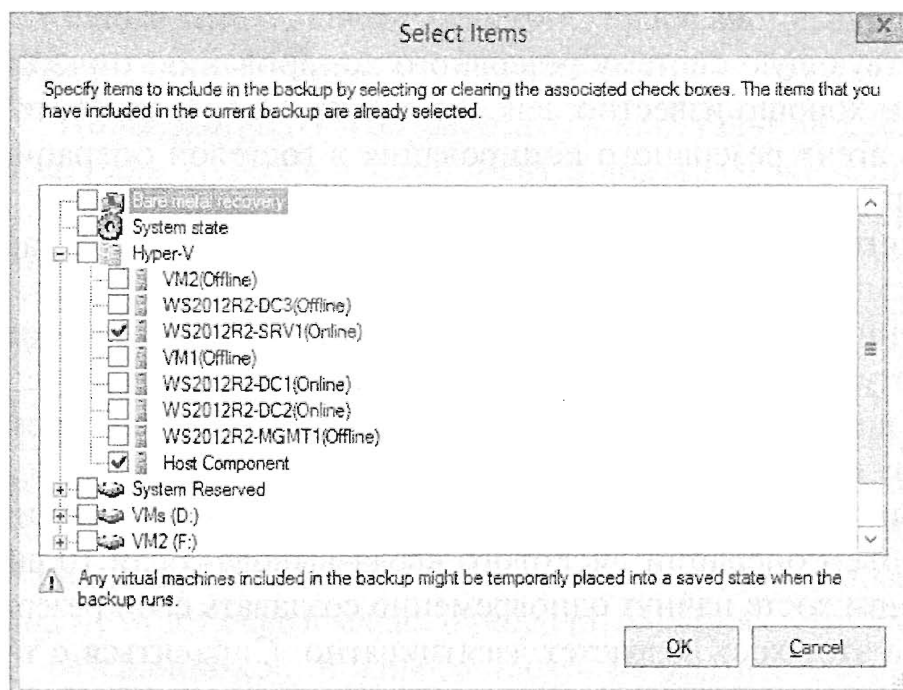 Select Items
X
Specify items to include in the backup by selecting or clearing the associated check boxes. The items that you
have included in the current backup are already selected.
Bare metal recovery
System state
Hyper-V
VM2(Offline)
WS2012R2-DC3(Offline)
WS2012R2-SRV1(Online)
VM1(Offline)
WS2012R2-DC1(Online)
WS2012R2-DC2(Online)
WS2012R2-MGMT1(Offline)
Host Component
System Reserved
VMs (D:)
VM2 (F:)
Any virtual machines included in the backup might be temporarily placed into a saved state when the
backup runs.
OK
Cancel